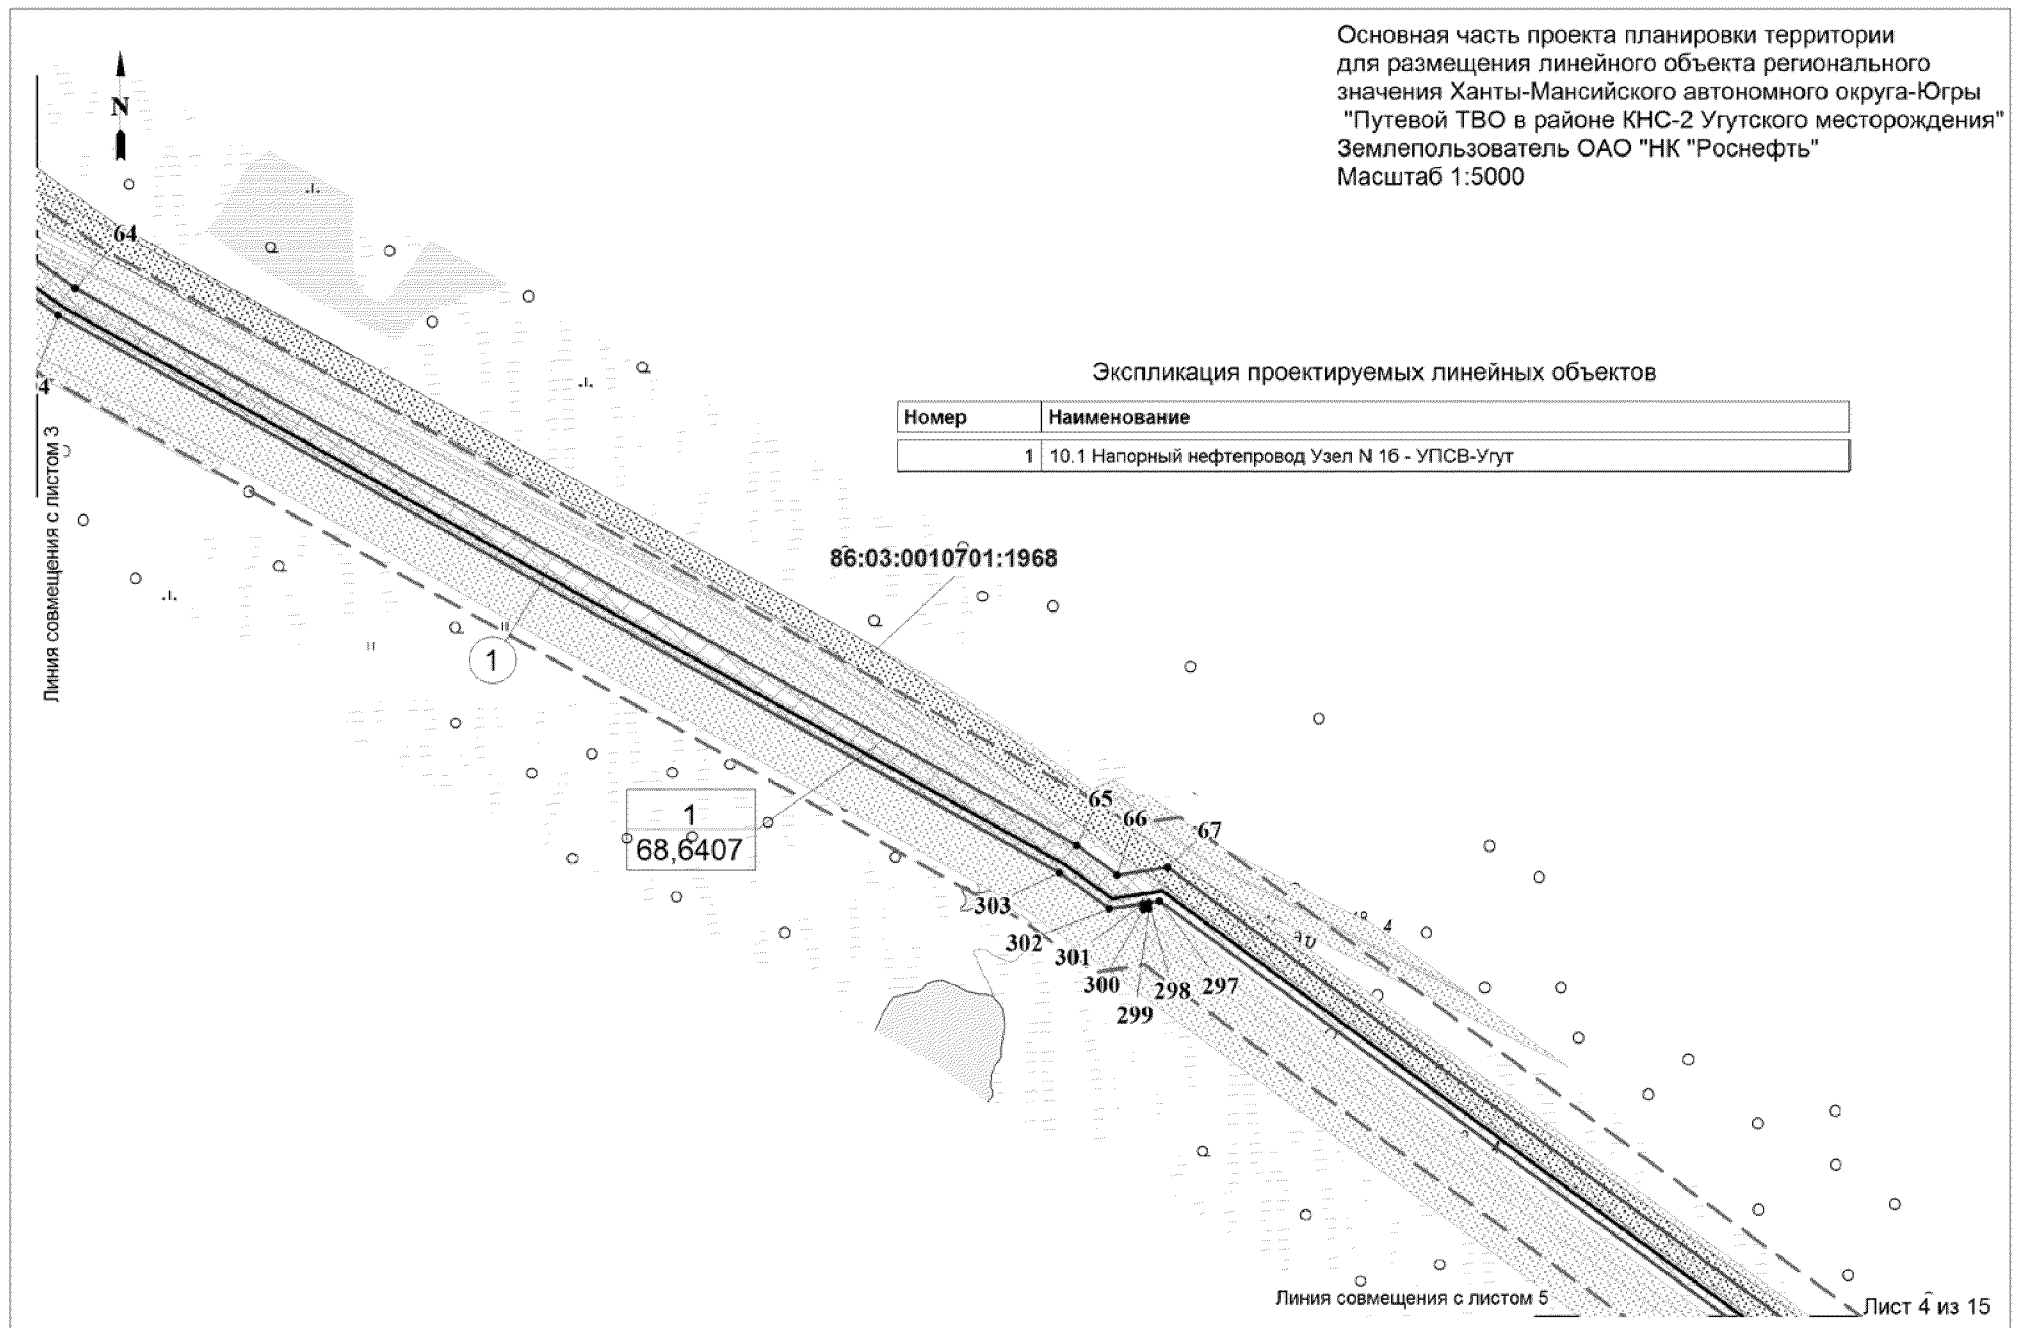 Основная часть проекта планировки территории
для размещения линейного объекта регионального
значения Ханты-Мансийского автономного округа-Югры
"Путевой ТВО в районе КНС-2 Угутского месторождения"
Землепользователь ОАО "НК "Роснефть"
Масштаб 1:5000
N
64
4
Линия совмещения с листом 3
Экспликация проектируемых линейных объектов
Номер Наименование
1 10.1 Напорный нефтепровод Узел N 16 - УПСВ-Угут
86:03:0010701:1968
1
1
68,6407
65
66
67
303
302
301
300
299
298
297
Линия совмещения с листом 5
Лист 4 из 15